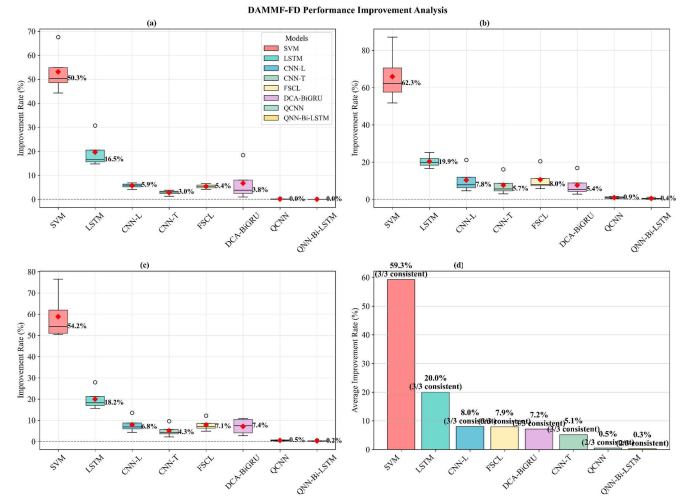 DAMMF-FD Performance Improvement Analysis
(a)
Improvement Rate (%)
70
60
50
40
30
20
10
0
50.3%
16.5%
5.9%
3.0%
5.4%
3.8%
0.0%
0.0%
Models
SVM
LSTM
CNN-L
CNN-T
FSCL
DCA-BiGRU
QCNN
QNN-Bi-LSTM
SVM
LSTM
CNN-L
CNN-T
FSCL
DCA-BiGRU
QCNN
QNN-Bi-LSTM
(b)
Improvement Rate (%)
80
60
40
20
0
62.3%
19.9%
7.8%
5.7%
8.0%
5.4%
0.9%
0.4%
SVM
LSTM
CNN-L
CNN-T
FSCL
DCA-BiGRU
QCNN
QNN-Bi-LSTM
(c)
Improvement Rate (%)
80
70
60
50
40
30
20
10
0
54.2%
18.2%
6.8%
4.3%
7.1%
7.4%
0.5%
0.2%
SVM
LSTM
CNN-L
CNN-T
FSCL
DCA-BiGRU
QCNN
QNN-Bi-LSTM
(d)
Average Improvement Rate (%)
60
50
40
30
20
10
0
59.3%
(3/3 consistent)
20.0%
(3/3 consistent)
8.0%
(3/3 consistent)
7.9%
7.2%
5.1%
(3/3 consistent)
0.5%
(2/3 consistent)
0.3%
SVM
LSTM
CNN-L
FSCL
DCA-BiGRU
CNN-T
QCNN
QNN-Bi-LSTM